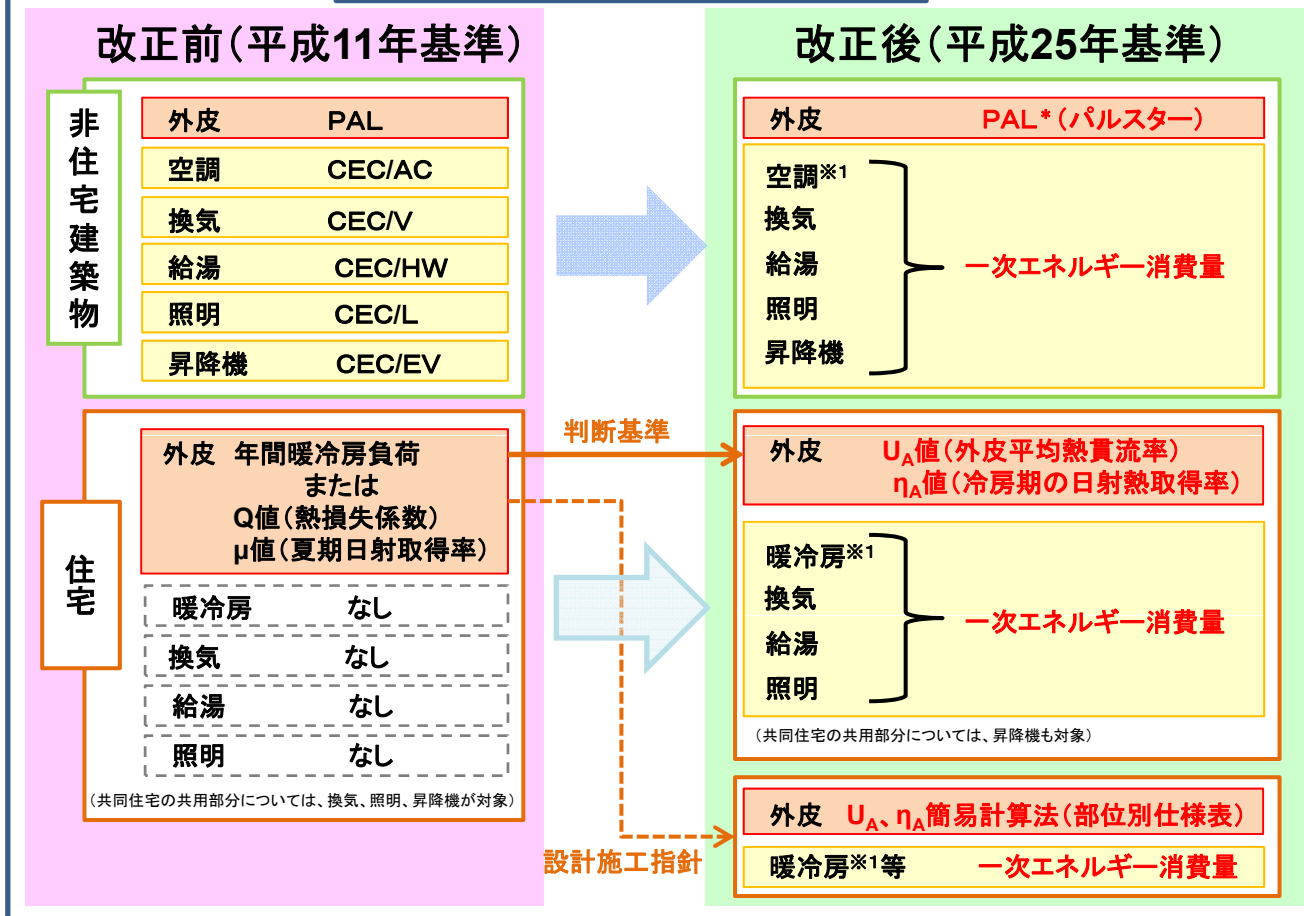 改正前(平成11年基準)
非住宅建築物
外皮 PAL
空調 CEC/AC
換気 CEC/V
給湯 CEC/HW
照明 CEC/L
昇降機 CEC/EV
住宅
外皮 年間暖冷房負荷
または
Q値(熱損失係数)
μ値(夏期日射取得率)
暖冷房 なし
換気 なし
給湯 なし
照明 なし
(共同住宅の共用部分については、換気、照明、昇降機が対象)
判断基準
設計施工指針
改正後(平成25年基準)
外皮 PAL*(パルスター)
空調※1
換気
給湯
照明
昇降機
一次エネルギー消費量
外皮 UA値(外皮平均熱貫流率)
ηA値(冷房期の日射熱取得率)
暖冷房※1
換気
給湯
照明
一次エネルギー消費量
(共同住宅の共用部分については、昇降機も対象)
外皮 UA、ηA簡易計算法(部位別仕様表)
暖冷房※1等 一次エネルギー消費量